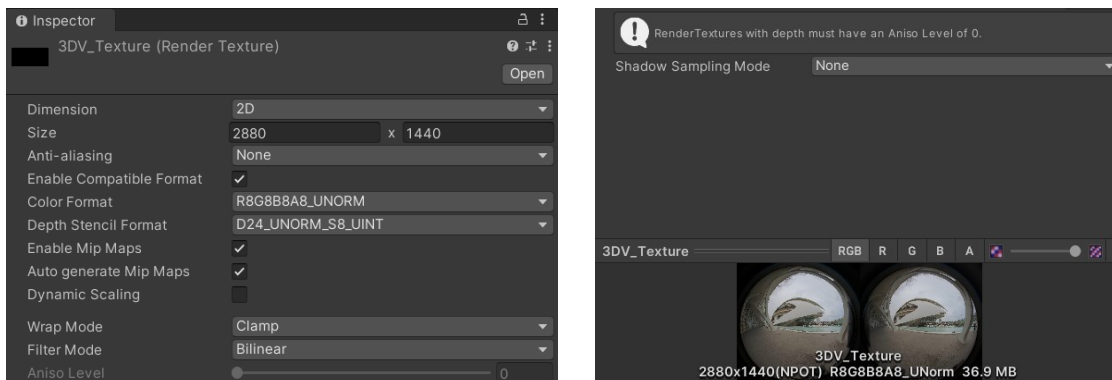 Inspector
3DV_Texture (Render Texture)
Open
Dimension 2D
Size 2880 x 1440
Anti-aliasing None
Enable Compatible Format
Color Format R8G8B8A8_UNORM
Depth Stencil Format D24_UNORM_S8_UINT
Enable Mip Maps
Auto generate Mip Maps
Dynamic Scaling
Wrap Mode Clamp
Filter Mode Bilinear
Aniso Level 0
RenderTextures with depth must have an Aniso Level of 0.
Shadow Sampling Mode None
3DV_Texture RGB R G B A
3DV_Texture
2880x1440(NPOT) R8G8B8A8_UNorm 36.9 MB